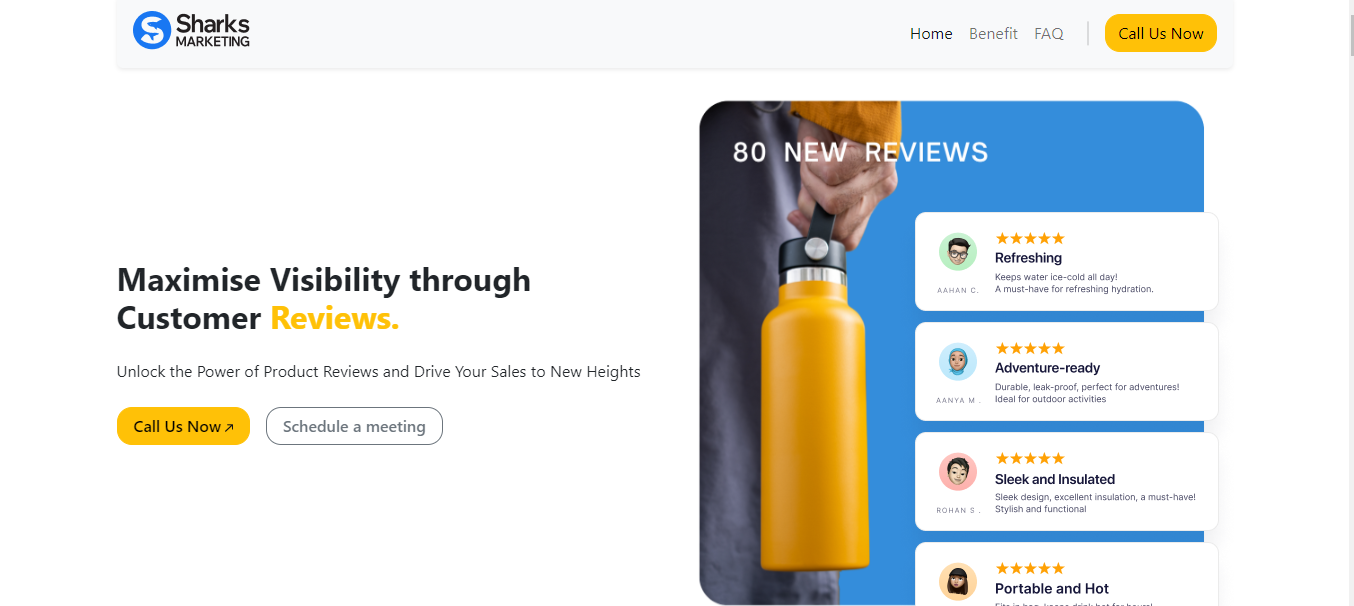 Sharks
MARKETING
Home Benefit FAQ Call Us Now
Maximise Visibility through
Customer Reviews.
Unlock the Power of Product Reviews and Drive Your Sales to New Heights
Call Us Now ↗ Schedule a meeting
80 NEW REVIEWS
Refreshing
Keeps water ice-cold all day!
A must-have for refreshing hydration.
AAHAN C.
Adventure-ready
Durable, leak-proof, perfect for adventures!
Ideal for outdoor activities
AANYA M .
Sleek and Insulated
Sleek design, excellent insulation, a must-have!
Stylish and functional
ROHAN S .
Portable and Hot